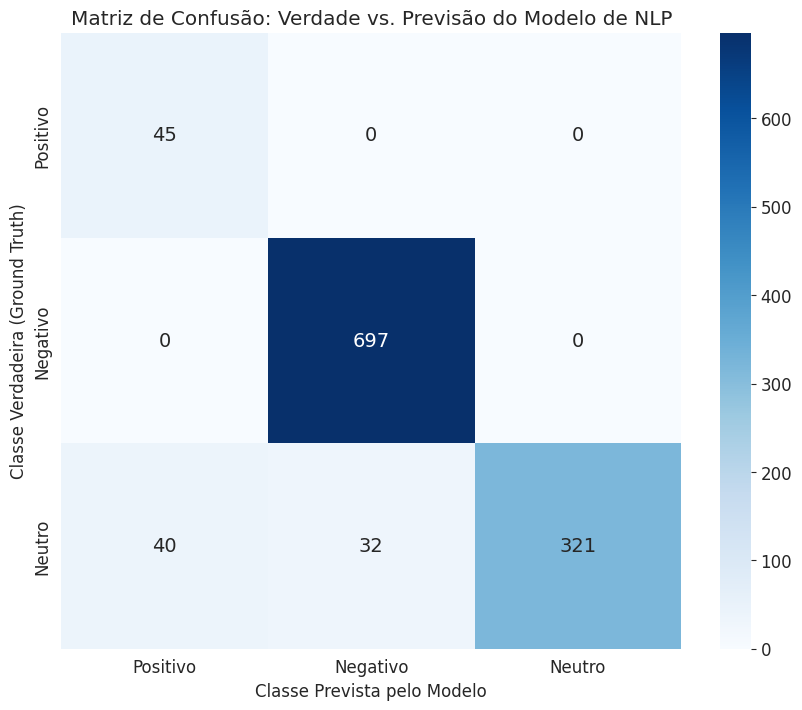 Matriz de Confusão: Verdade vs. Previsão do Modelo de NLP
Classe Verdadeira (Ground Truth)
Positivo
45 0 0
Negativo
0 697 0
Neutro
40 32 321
Positivo Negativo Neutro
Classe Prevista pelo Modelo
600
500
400
300
200
100
0